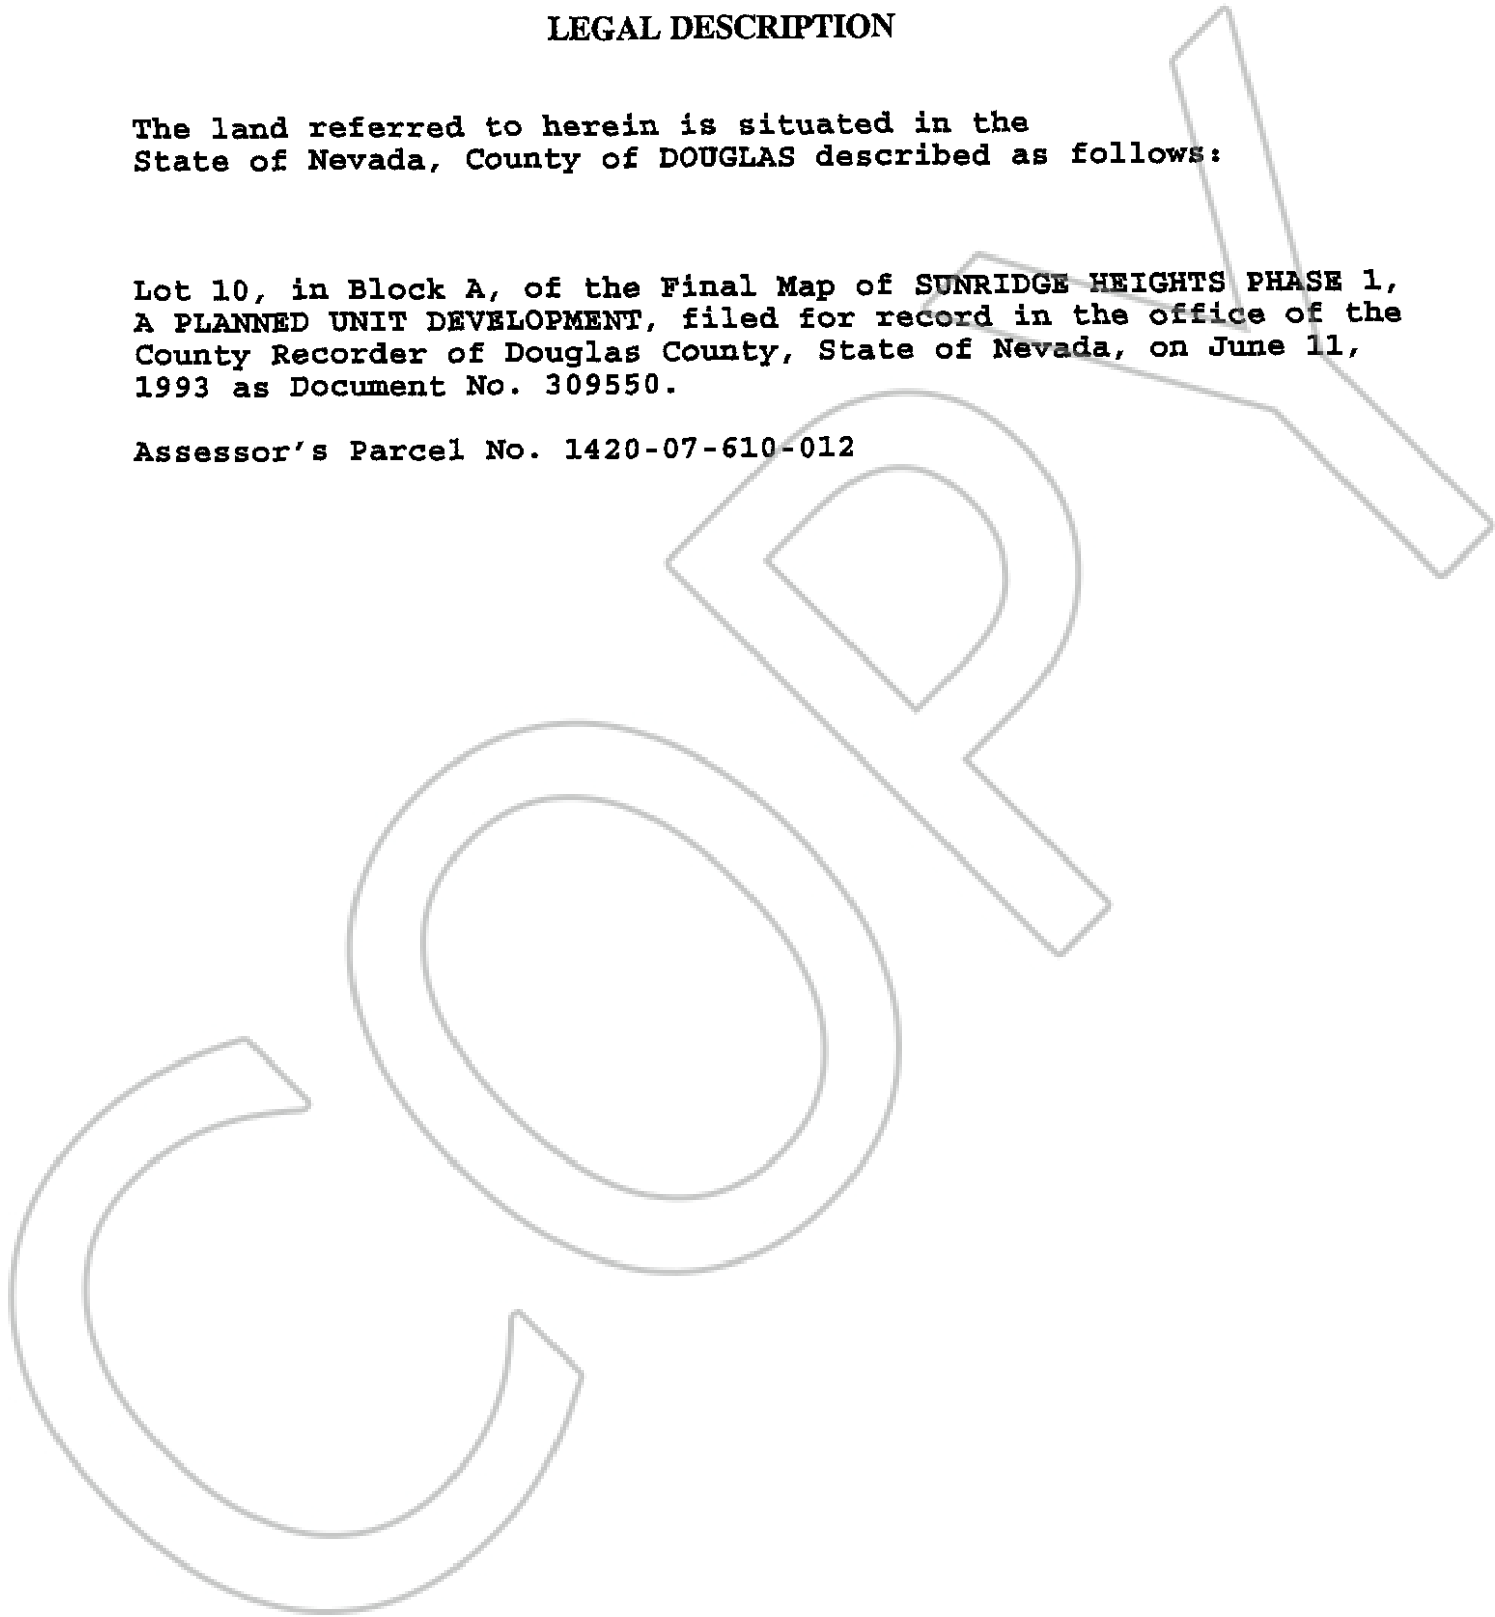 LEGAL DESCRIPTION
The land referred to herein is situated in the
State of Nevada, County of DOUGLAS described as follows:
Lot 10, in Block A, of the Final Map of SUNRIDGE HEIGHTS PHASE 1,
A PLANNED UNIT DEVELOPMENT, filed for record in the office of the
County Recorder of Douglas County, State of Nevada, on June 11,
1993 as Document No. 309550.
Assessor's Parcel No. 1420-07-610-012
COPY